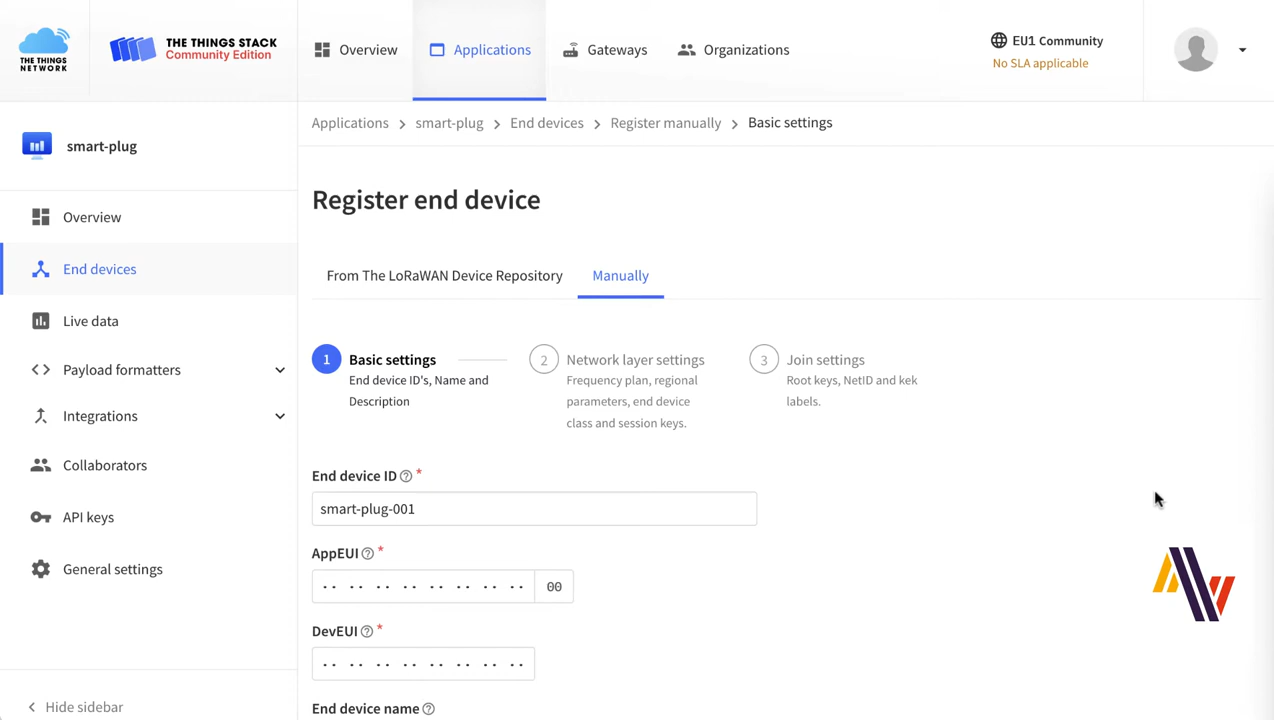 THE THINGS NETWORK
THE THINGS STACK
Community Edition
Overview
Applications
Gateways
Organizations
EU1 Community
No SLA applicable
smart-plug
Overview
End devices
Live data
Payload formatters
Integrations
Collaborators
API keys
General settings
Hide sidebar
Applications > smart-plug > End devices > Register manually > Basic settings
Register end device
From The LoRaWAN Device Repository
Manually
1 Basic settings
End device ID's, Name and
Description
2 Network layer settings
Frequency plan, regional
parameters, end device
class and session keys.
3 Join settings
Root keys, NetID and kek
labels.
End device ID ? *
smart-plug-001
AppEUI ? *
·· ·· ·· ·· ·· ·· ·· ·· 00
DevEUI ? *
·· ·· ·· ·· ·· ·· ·· ··
End device name ?